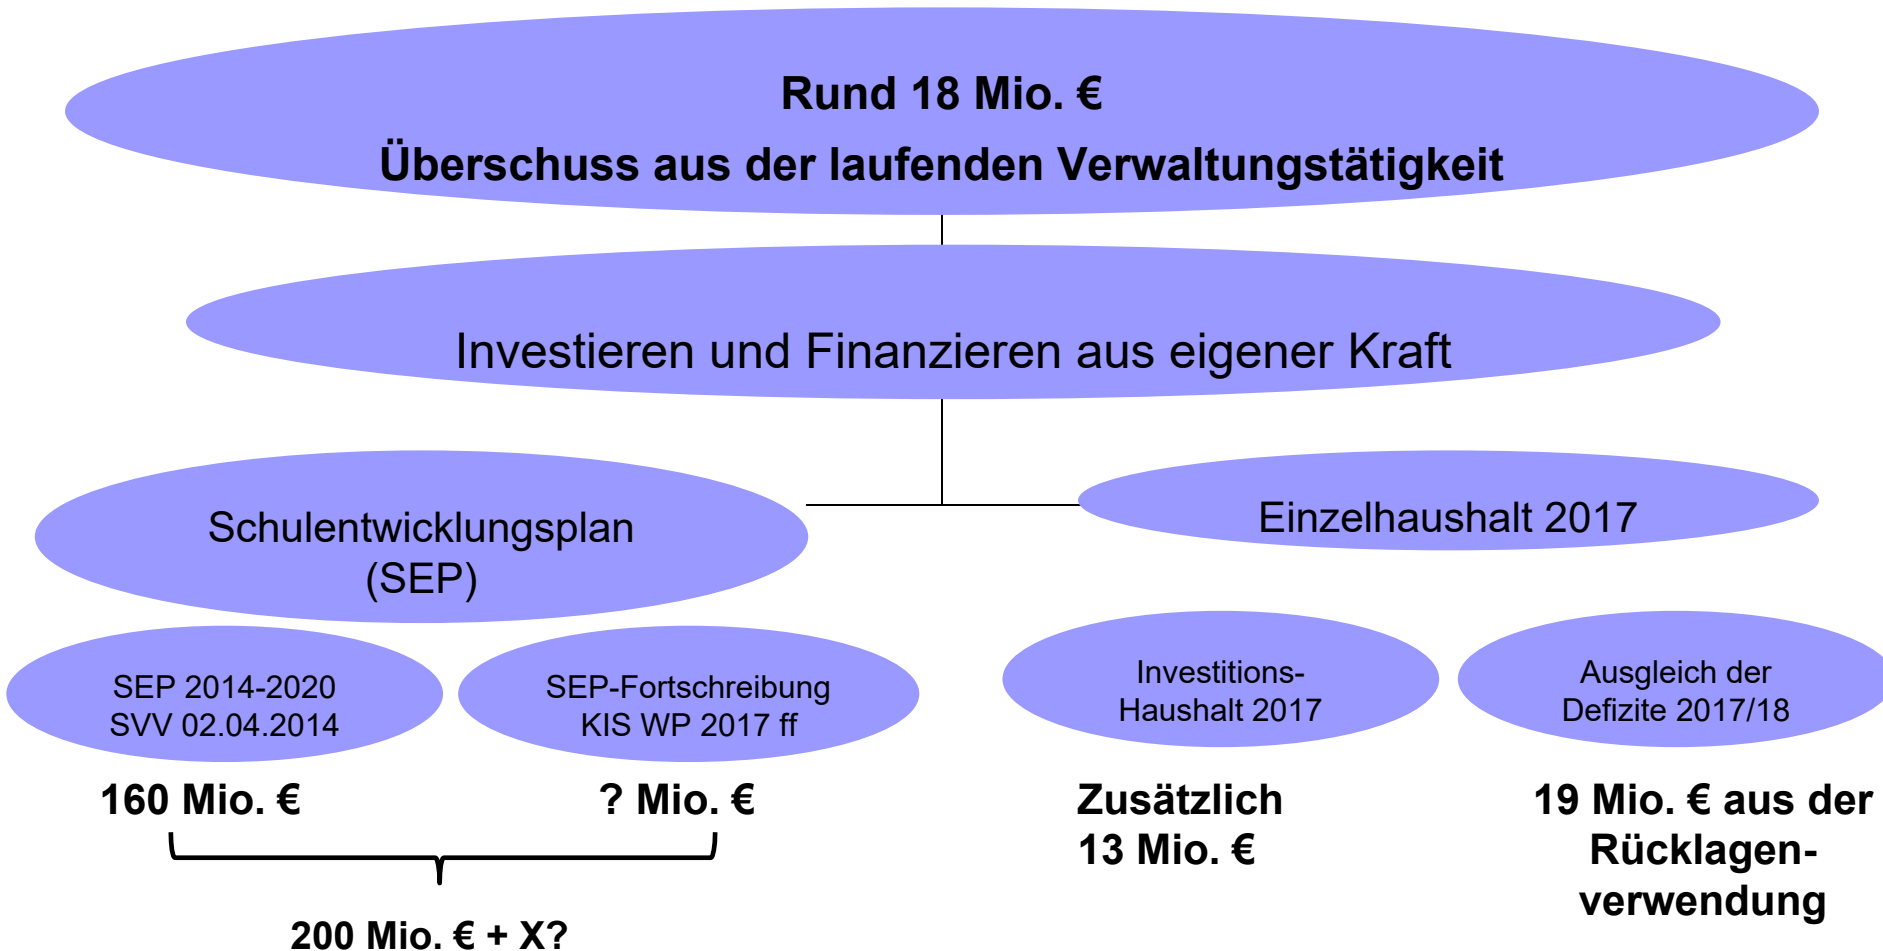 Rund 18 Mio. €
Überschuss aus der laufenden Verwaltungstätigkeit
Investieren und Finanzieren aus eigener Kraft
Schulentwicklungsplan
(SEP)
Einzelhaushalt 2017
SEP 2014-2020
SVV 02.04.2014
SEP-Fortschreibung
KIS WP 2017 ff
Investitions-
Haushalt 2017
Ausgleich der
Defizite 2017/18
160 Mio. €
? Mio. €
Zusätzlich
13 Mio. €
19 Mio. € aus der
Rücklagen-
verwendung
200 Mio. € + X?